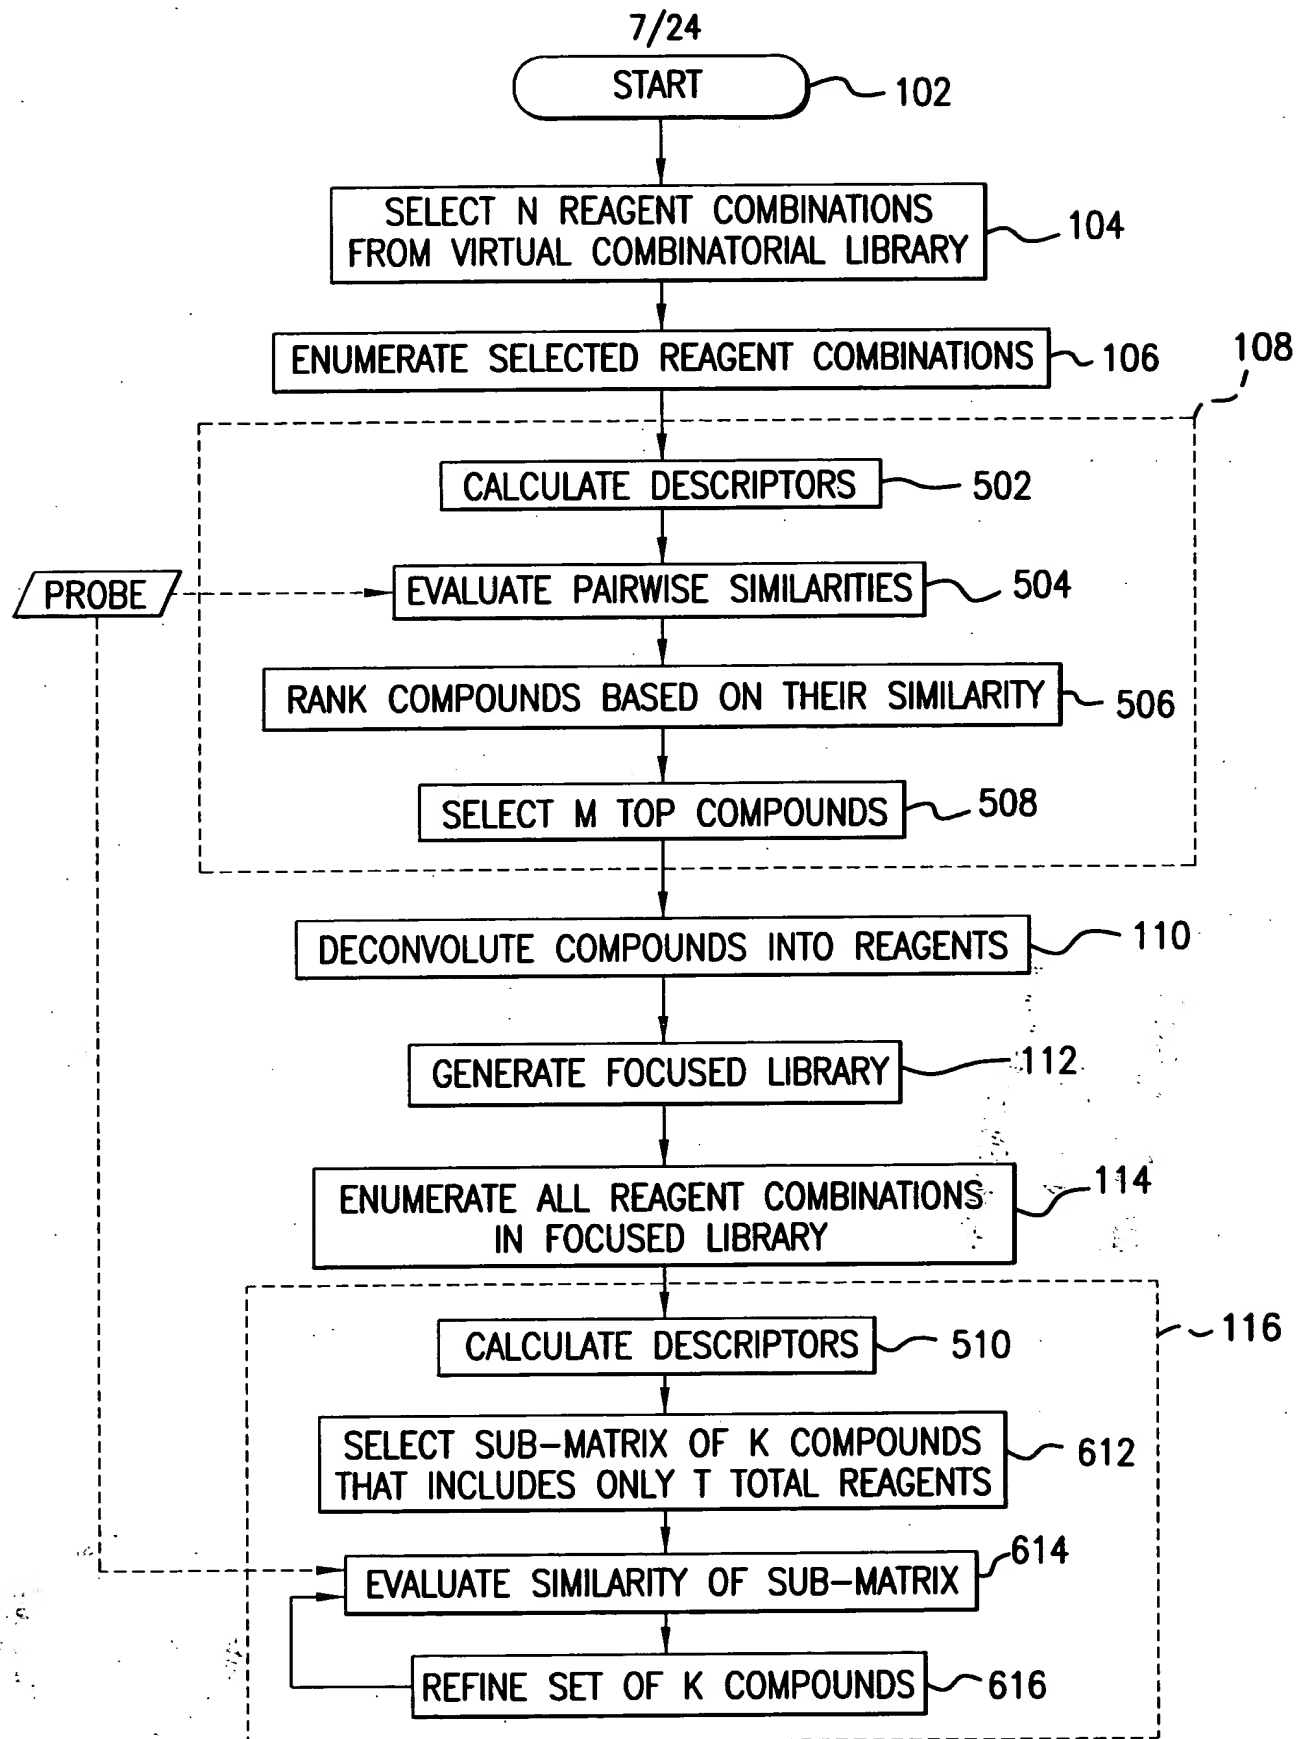 7/24
START
102
SELECT N REAGENT COMBINATIONS
FROM VIRTUAL COMBINATORIAL LIBRARY
104
ENUMERATE SELECTED REAGENT COMBINATIONS
106
108
CALCULATE DESCRIPTORS
502
PROBE
EVALUATE PAIRWISE SIMILARITIES
504
RANK COMPOUNDS BASED ON THEIR SIMILARITY
506
SELECT M TOP COMPOUNDS
508
DECONVOLUTE COMPOUNDS INTO REAGENTS
110
GENERATE FOCUSED LIBRARY
112
ENUMERATE ALL REAGENT COMBINATIONS
IN FOCUSED LIBRARY
114
CALCULATE DESCRIPTORS
510
116
SELECT SUB-MATRIX OF K COMPOUNDS
THAT INCLUDES ONLY T TOTAL REAGENTS
612
EVALUATE SIMILARITY OF SUB-MATRIX
614
REFINE SET OF K COMPOUNDS
616